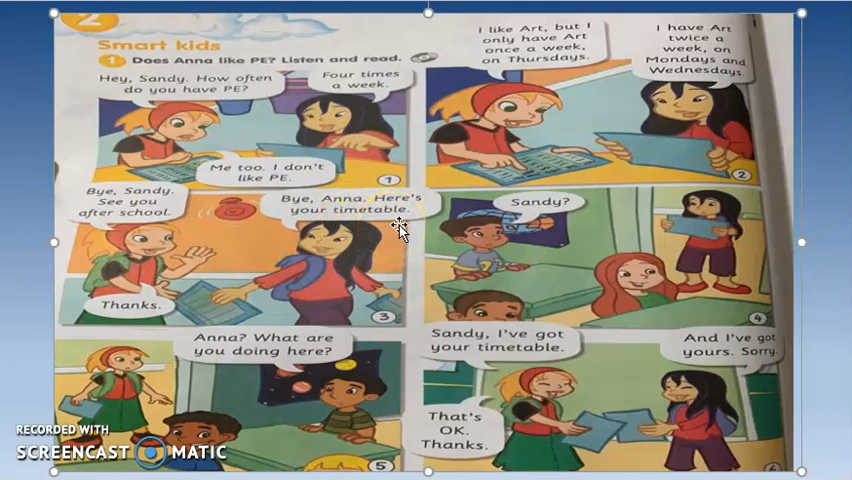 2
Smart kids
1 Does Anna like PE? Listen and read.
Hey, Sandy. How often
do you have PE?
Four times
a week.
Me too. I don't
like PE.
1
I like Art, but I
only have Art
once a week,
on Thursdays.
I have Art
twice a
week, on
Mondays and
Wednesdays.
2
Bye, Sandy.
See you
after school.
Bye, Anna. Here's
your timetable.
Thanks.
3
Sandy?
4
Anna? What are
you doing here?
5
Sandy, I've got
your timetable.
And I've got
yours. Sorry.
That's
OK.
Thanks.
6
RECORDED WITH
SCREENCAST MATIC